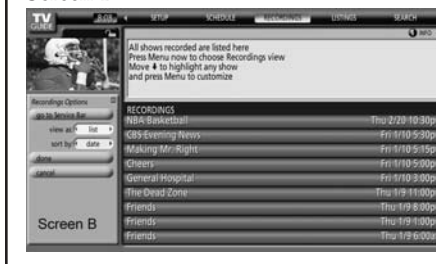 TV GUIDE
8:03
SETUP SCHEDULE RECORDINGS LISTINGS SEARCH
INFO
All shows recorded are listed here
Press Menu now to choose Recordings view
Move ↓ to highlight any show
and press Menu to customize
Recordings Options
go to Service Bar
view as list
sort by date
done
cancel
Screen B
RECORDINGS
NBA Basketball Thu 2/20 10:30p
CBS Evening News Fri 1/10 5:30p
Making Mr. Right Fri 1/10 5:15p
Cheers Fri 1/10 5:00p
General Hospital Fri 1/10 3:00p
The Dead Zone Thu 1/9 11:00p
Friends Thu 1/9 8:00p
Friends Thu 1/9 1:00p
Friends Thu 1/9 6:00a